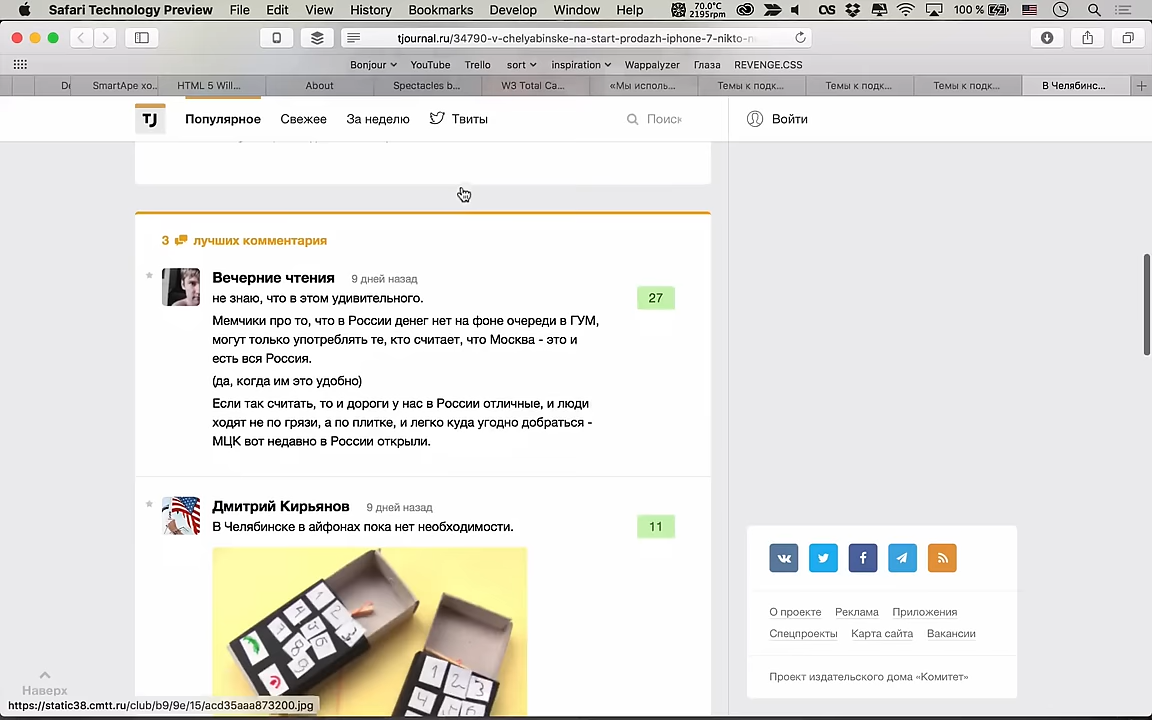 Safari Technology Preview File Edit View History Bookmarks Develop Window Help 70.0°C 2195rpm 100 %
tjournal.ru/34790-v-chelyabinske-na-start-prodazh-iphone-7-nikto-n
Bonjour YouTube Trello sort inspiration Wappalyzer Глаза REVENGE.CSS
SmartApe хо... HTML 5 Will... About Spectacles b... W3 Total Ca... «Мы исполь... Темы к подк... Темы к подк... Темы к подк... В Челябинс...
TJ Популярное Свежее За неделю Твиты Поиск Войти
3 лучших комментария
Вечерние чтения 9 дней назад
не знаю, что в этом удивительного.
27
Мемчики про то, что в России денег нет на фоне очереди в ГУМ,
могут только употреблять те, кто считает, что Москва - это и
есть вся Россия.
(да, когда им это удобно)
Если так считать, то и дороги у нас в России отличные, и люди
ходят не по грязи, а по плитке, и легко куда угодно добраться -
МЦК вот недавно в России открыли.
Дмитрий Кирьянов 9 дней назад
В Челябинске в айфонах пока нет необходимости.
11
О проекте Реклама Приложения
Спецпроекты Карта сайта Вакансии
Проект издательского дома «Комитет»
Наверх
https://static38.cmtt.ru/club/b9/9e/15/acd35aaa873200.jpg